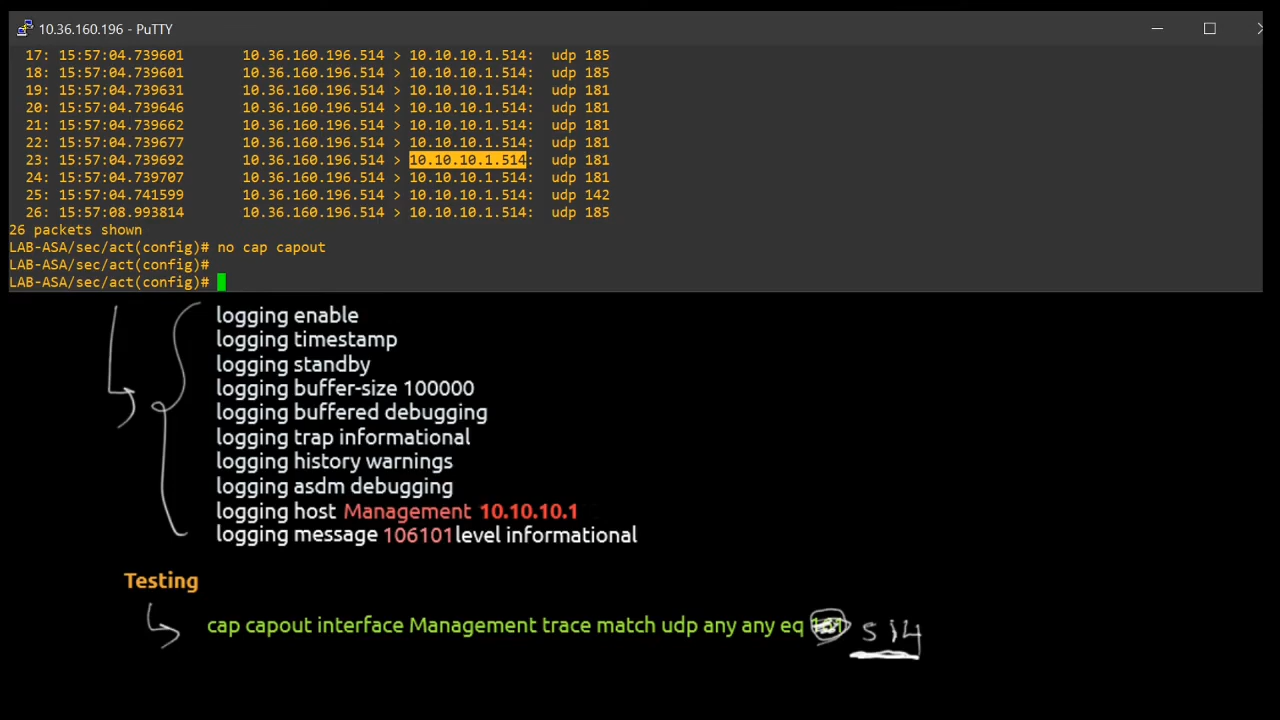 10.36.160.196 - PuTTY
17: 15:57:04.739601 10.36.160.196.514 > 10.10.10.1.514: udp 185
18: 15:57:04.739601 10.36.160.196.514 > 10.10.10.1.514: udp 185
19: 15:57:04.739631 10.36.160.196.514 > 10.10.10.1.514: udp 181
20: 15:57:04.739646 10.36.160.196.514 > 10.10.10.1.514: udp 181
21: 15:57:04.739662 10.36.160.196.514 > 10.10.10.1.514: udp 181
22: 15:57:04.739677 10.36.160.196.514 > 10.10.10.1.514: udp 181
23: 15:57:04.739692 10.36.160.196.514 > 10.10.10.1.514: udp 181
24: 15:57:04.739707 10.36.160.196.514 > 10.10.10.1.514: udp 181
25: 15:57:04.741599 10.36.160.196.514 > 10.10.10.1.514: udp 142
26: 15:57:08.993814 10.36.160.196.514 > 10.10.10.1.514: udp 185
26 packets shown
LAB-ASA/sec/act(config)# no cap capout
LAB-ASA/sec/act(config)#
LAB-ASA/sec/act(config)#
logging enable
logging timestamp
logging standby
logging buffer-size 100000
logging buffered debugging
logging trap informational
logging history warnings
logging asdm debugging
logging host Management 10.10.10.1
logging message 106101 level informational
Testing
cap capout interface Management trace match udp any any eq 514